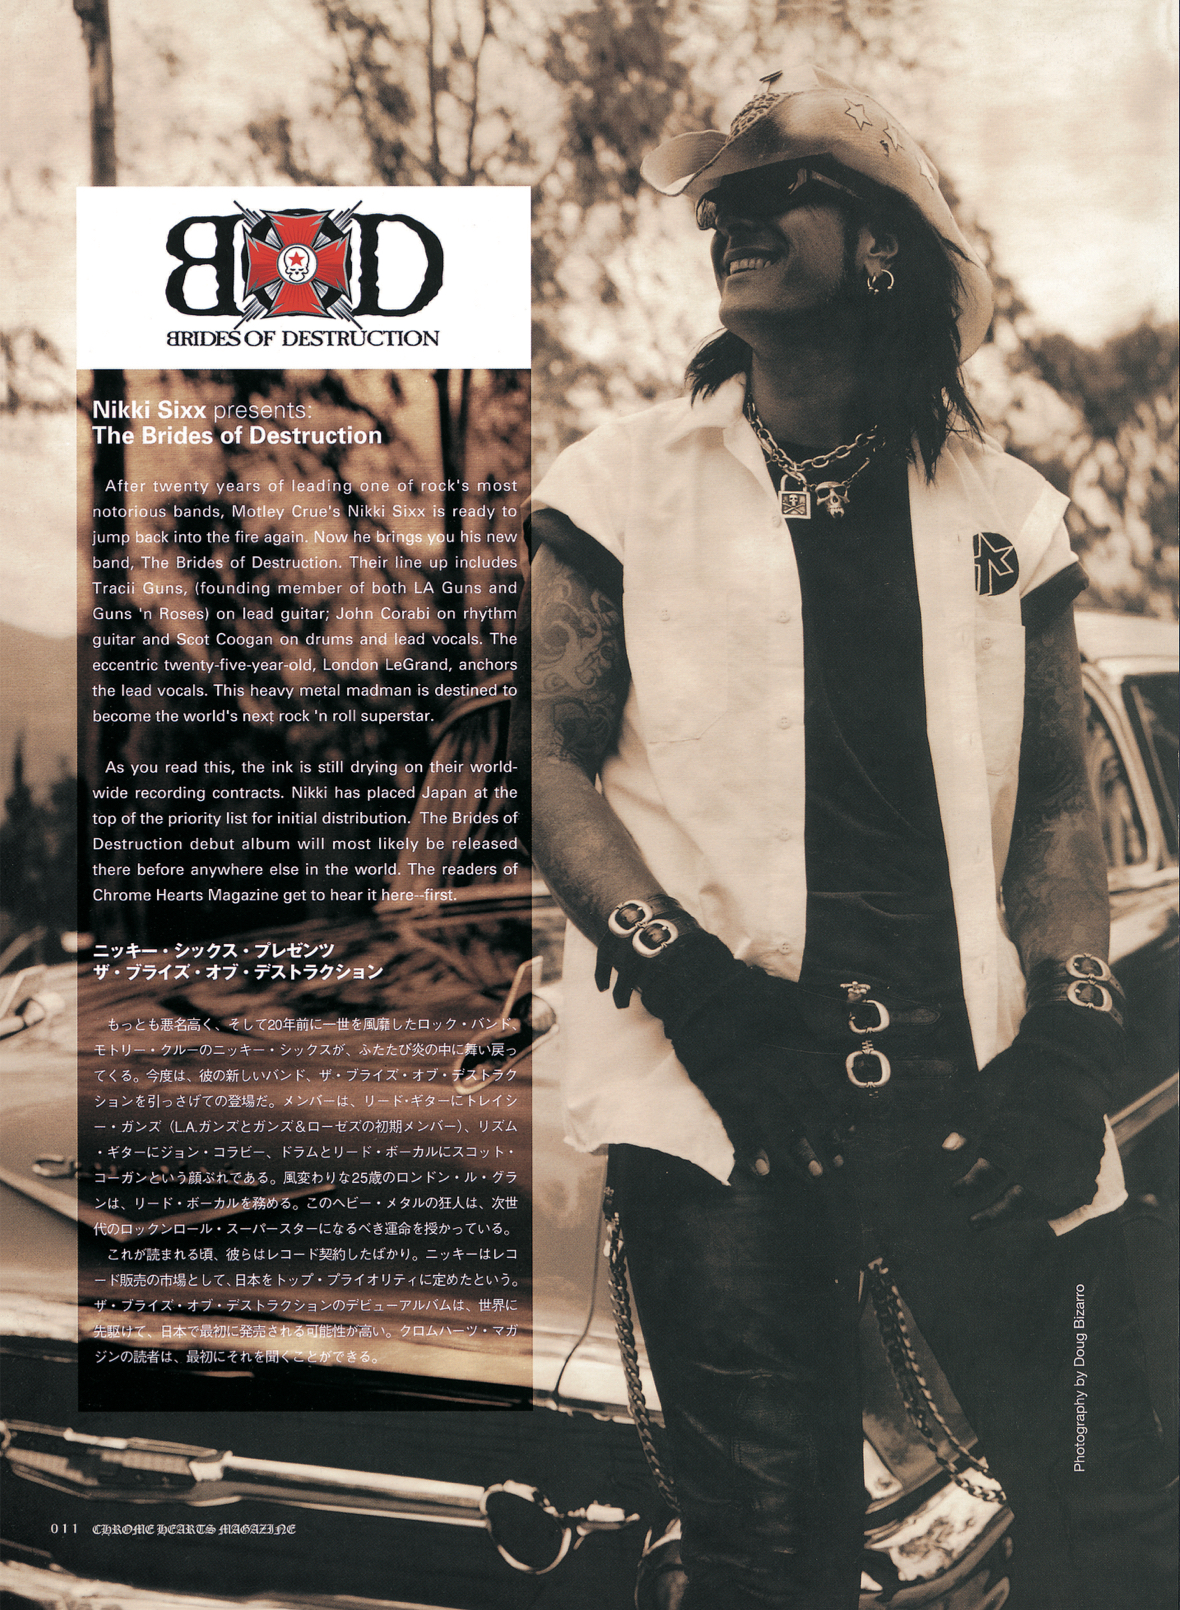 BOD
BRIDES OF DESTRUCTION
Nikki Sixx presents:
The Brides of Destruction
After twenty years of leading one of rock's most
notorious bands, Motley Crue's Nikki Sixx is ready to
jump back into the fire again. Now he brings you his new
band, The Brides of Destruction. Their line up includes
Tracii Guns, (founding member of both LA Guns and
Guns 'n Roses) on lead guitar; John Corabi on rhythm
guitar and Scot Coogan on drums and lead vocals. The
eccentric twenty-five-year-old, London LeGrand, anchors
the lead vocals. This heavy metal madman is destined to
become the world's next rock 'n roll superstar.
As you read this, the ink is still drying on their world-
wide recording contracts. Nikki has placed Japan at the
top of the priority list for initial distribution. The Brides of
Destruction debut album will most likely be released
there before anywhere else in the world. The readers of
Chrome Hearts Magazine get to hear it here--first.
ニッキー・シックス・プレゼンツ
ザ・ブライズ・オブ・デストラクション
もっとも悪名高く、そして20年前に一世を風靡したロック・バンド、
モトリー・クルーのニッキー・シックスが、ふたたび炎の中に舞い戻っ
てくる。今度は、彼の新しいバンド、ザ・ブライズ・オブ・デストラク
ションを引っさげての登場だ。メンバーは、リード・ギターにトレイシ
ー・ガンズ（L.A.ガンズとガンズ＆ローゼズの初期メンバー）、リズム
・ギターにジョン・コラビー、ドラムとリード・ボーカルにスコット・
コーガンという顔ぶれである。風変わりな25歳のロンドン・ル・グラ
ンは、リード・ボーカルを務める。このヘビー・メタルの狂人は、次世
代のロックンロール・スーパースターになるべき運命を授かっている。
これが読まれる頃、彼らはレコード契約したばかり。ニッキーはレコ
ード販売の市場として、日本をトップ・プライオリティに定めたという。
ザ・ブライズ・オブ・デストラクションのデビューアルバムは、世界に
先駆けて、日本で最初に発売される可能性が高い。クロムハーツ・マガ
ジンの読者は、最初にそれを聞くことができる。
Photography by Doug Bizarro
011 CHROME HEARTS MAGAZINE